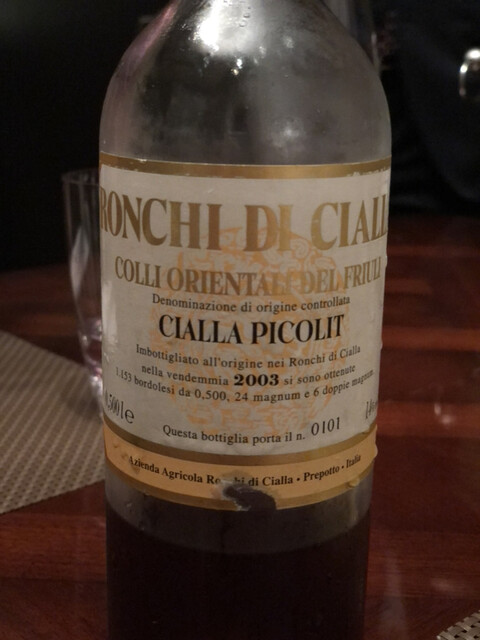 RONCHI DI CIALL
COLLI ORIENTALI DEL FRIULI
Denominazione di origine controllata
CIALLA PICOLIT
Imbottigliato all'origine nei Ronchi di Cialla
nella vendemmia 2003 si sono ottenute
1.153 bordolesi da 0,500, 24 magnum e 6 doppie magnum
0,500 l e
Questa bottiglia porta il n. 0101
Azienda Agricola Ronchi di Cialla • Prepotto • Italia